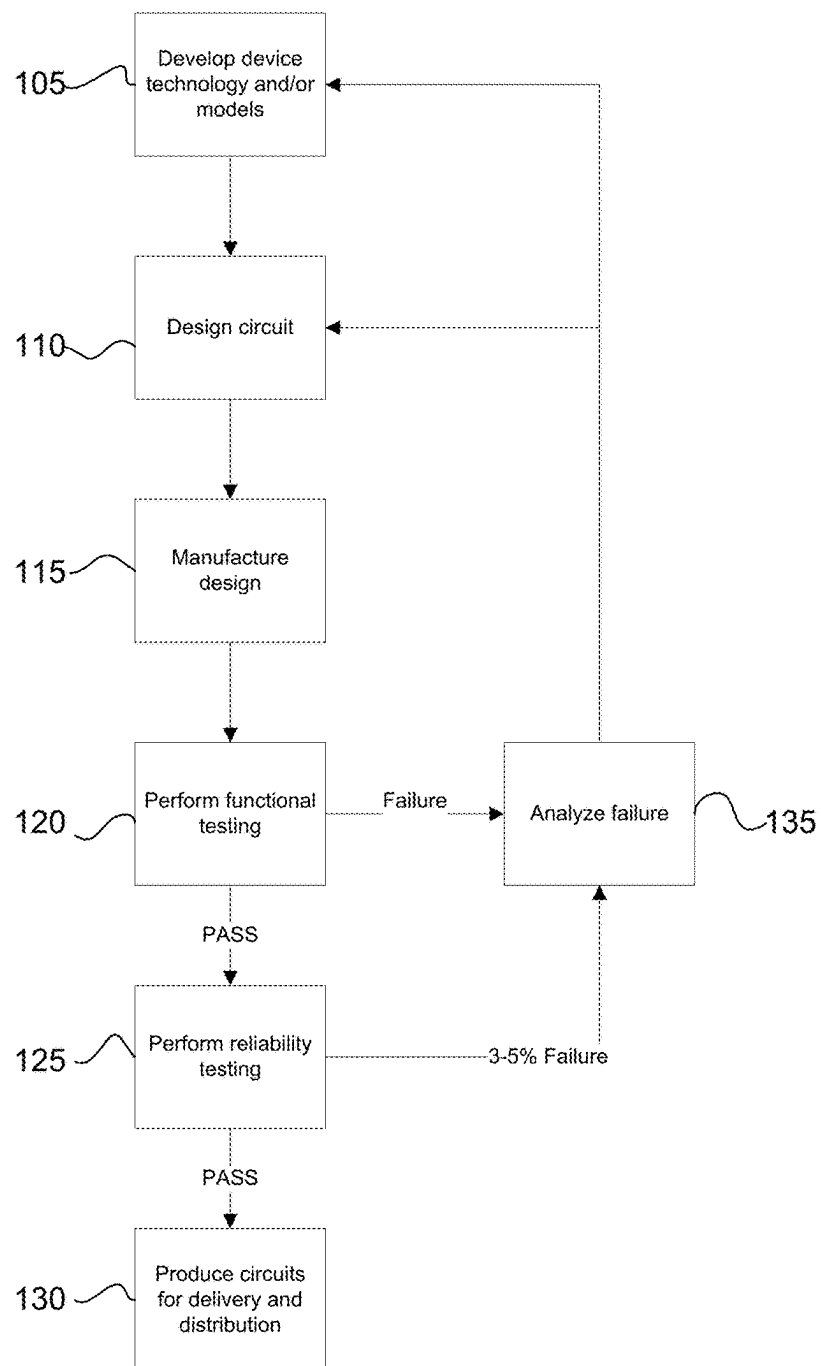 105
Develop device
technology and/or
models
110
Design circuit
115
Manufacture
design
120
Perform functional
testing
Failure
Analyze failure
135
PASS
125
Perform reliability
testing
3-5% Failure
PASS
130
Produce circuits
for delivery and
distribution